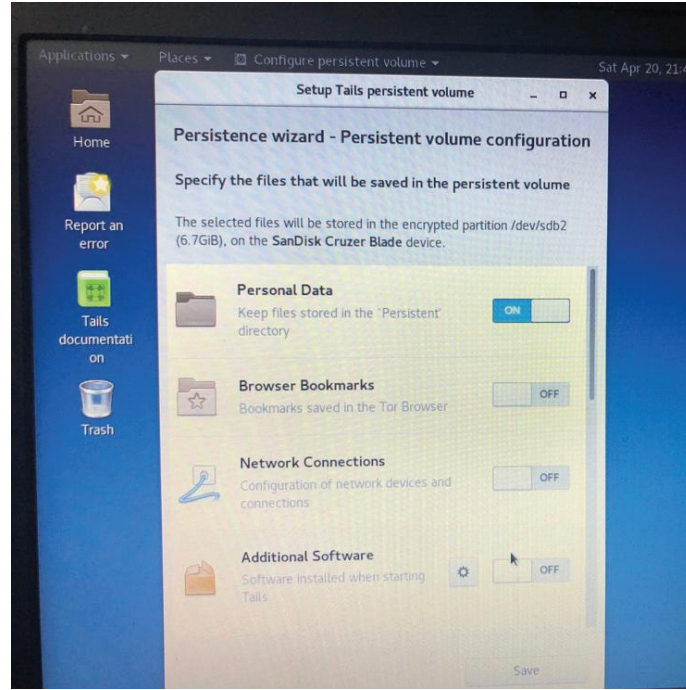 Applications Places Configure persistent volume Sat Apr 20, 21:
Setup Tails persistent volume
Home
Report an
error
Tails
documentati
on
Trash
Persistence wizard - Persistent volume configuration
Specify the files that will be saved in the persistent volume
The selected files will be stored in the encrypted partition /dev/sdb2
(6.7GiB), on the SanDisk Cruzer Blade device.
Personal Data
Keep files stored in the 'Persistent'
directory
ON
Browser Bookmarks
Bookmarks saved in the Tor Browser
OFF
Network Connections
Configuration of network devices and
connections
OFF
Additional Software
Software installed when starting
Tails
OFF
Save